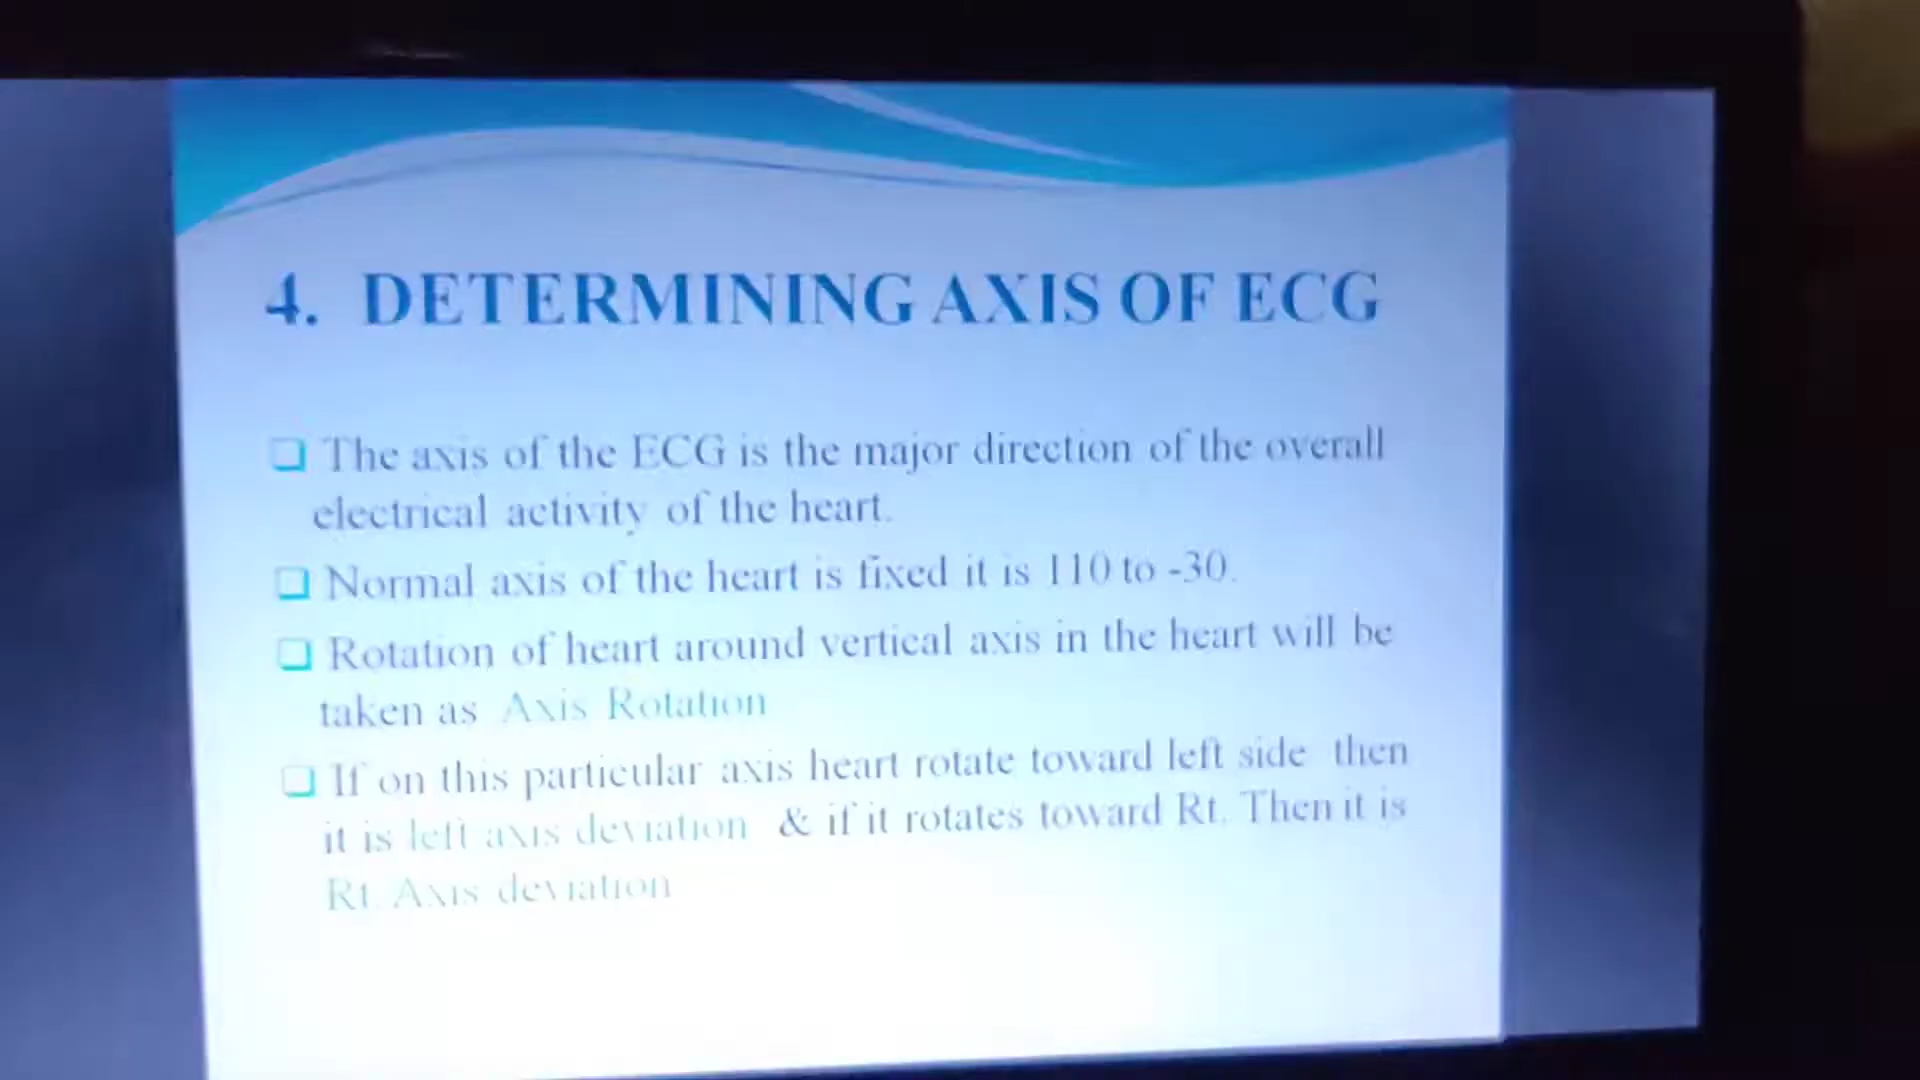 4. DETERMINING AXIS OF ECG
The axis of the ECG is the major direction of the overall
electrical activity of the heart.
Normal axis of the heart is fixed it is 110 to -30.
Rotation of heart around vertical axis in the heart will be
taken as Axis Rotation
If on this particular axis heart rotate toward left side then
it is left axis deviation & if it rotates toward Rt. Then it is
Rt. Axis deviation